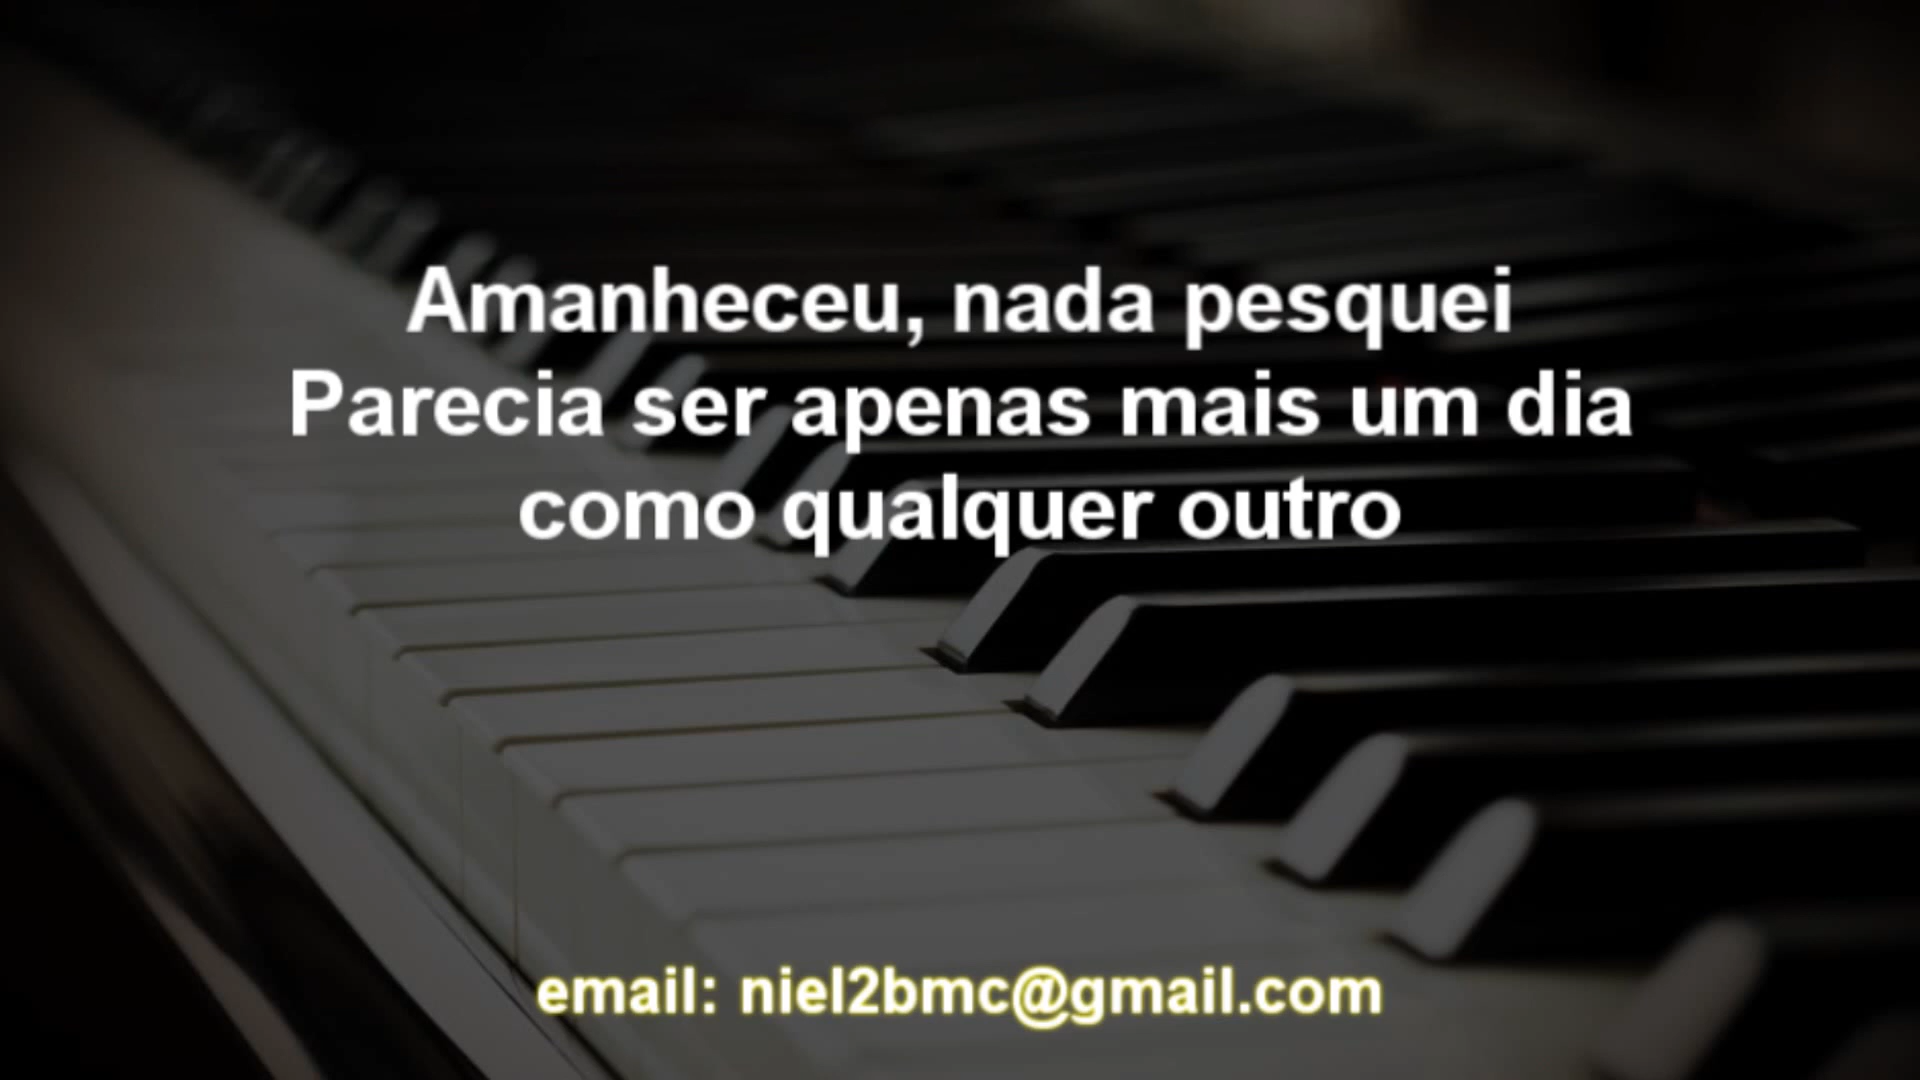 Amanheceu, nada pesquei
Parecia ser apenas mais um dia
como qualquer outro
email: niel2bmc@gmail.com